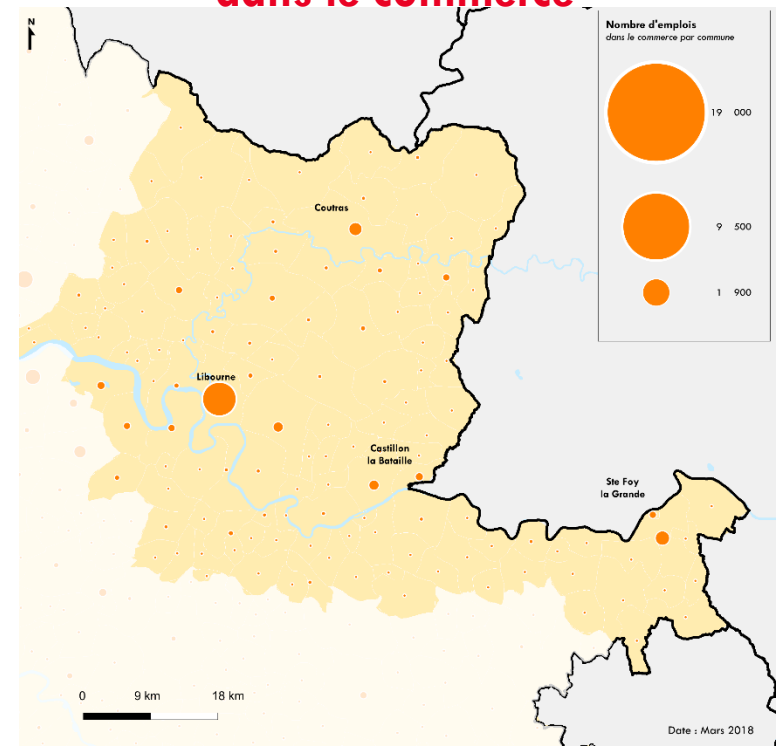 dans le commerce
N
Nombre d'emplois
dans le commerce par commune
19 000
9 500
1 900
Coutras
Libourne
Castillon
la Bataille
Ste Foy
la Grande
0 9 km 18 km
Date : Mars 2018